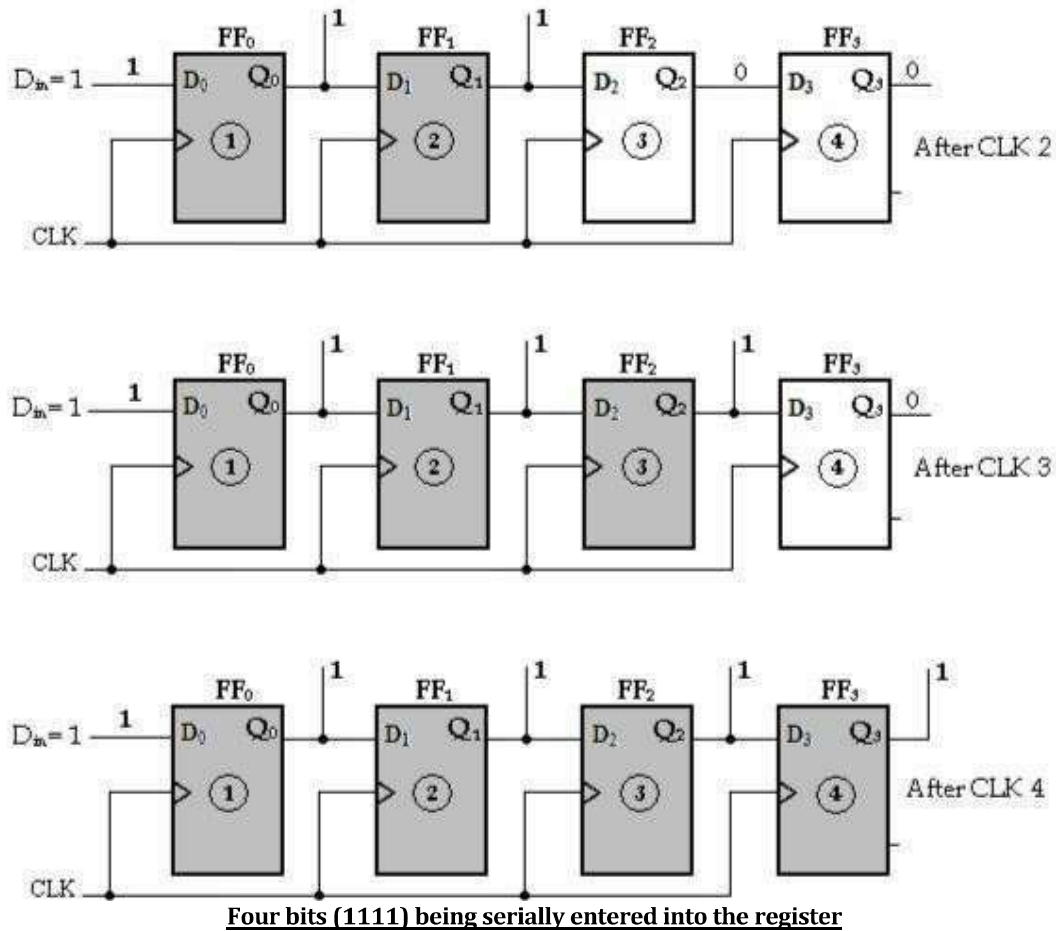 FF₀ FF₁ FF₂ FF₃
1 1
Dᵢₙ = 1 1 D₀ Q₀ D₁ Q₁ D₂ Q₂ 0 D₃ Q₃ 0
1 2 3 4
After CLK 2
CLK
1 1 1
FF₀ FF₁ FF₂ FF₃
Dᵢₙ = 1 1 D₀ Q₀ D₁ Q₁ D₂ Q₂ D₃ Q₃ 0
1 2 3 4
After CLK 3
CLK
1 1 1 1
FF₀ FF₁ FF₂ FF₃
Dᵢₙ = 1 1 D₀ Q₀ D₁ Q₁ D₂ Q₂ D₃ Q₃
1 2 3 4
After CLK 4
CLK
Four bits (1111) being serially entered into the register